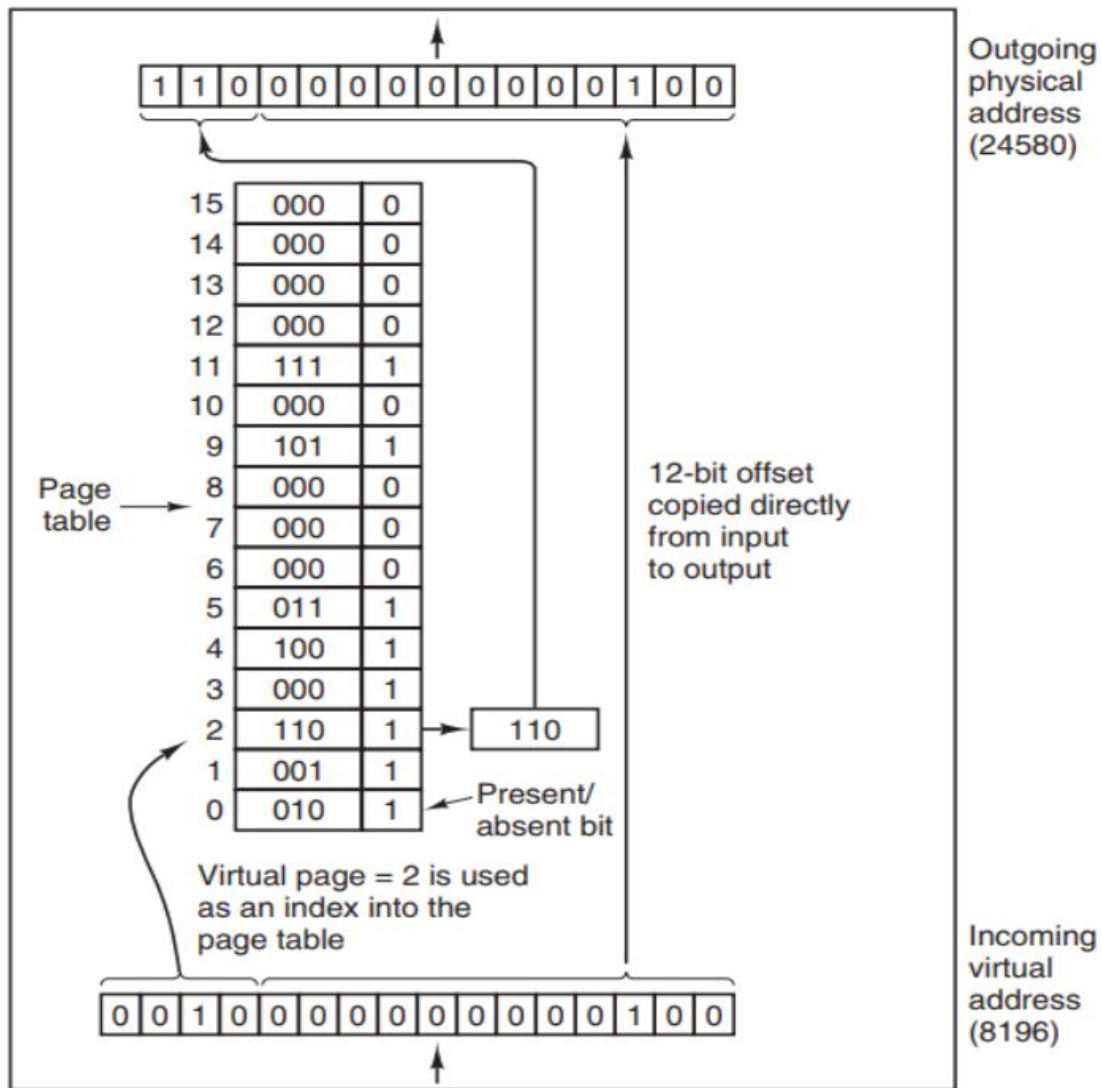 1 1 0 0 0 0 0 0 0 0 0 0 1 0 0
Outgoing
physical
address
(24580)
15 000 0
14 000 0
13 000 0
12 000 0
11 111 1
10 000 0
9 101 1
8 000 0
7 000 0
6 000 0
5 011 1
4 100 1
3 000 1
2 110 1 110
1 001 1
0 010 1
Page
table
12-bit offset
copied directly
from input
to output
Present/
absent bit
Virtual page = 2 is used
as an index into the
page table
0 0 1 0 0 0 0 0 0 0 0 0 0 1 0 0
Incoming
virtual
address
(8196)